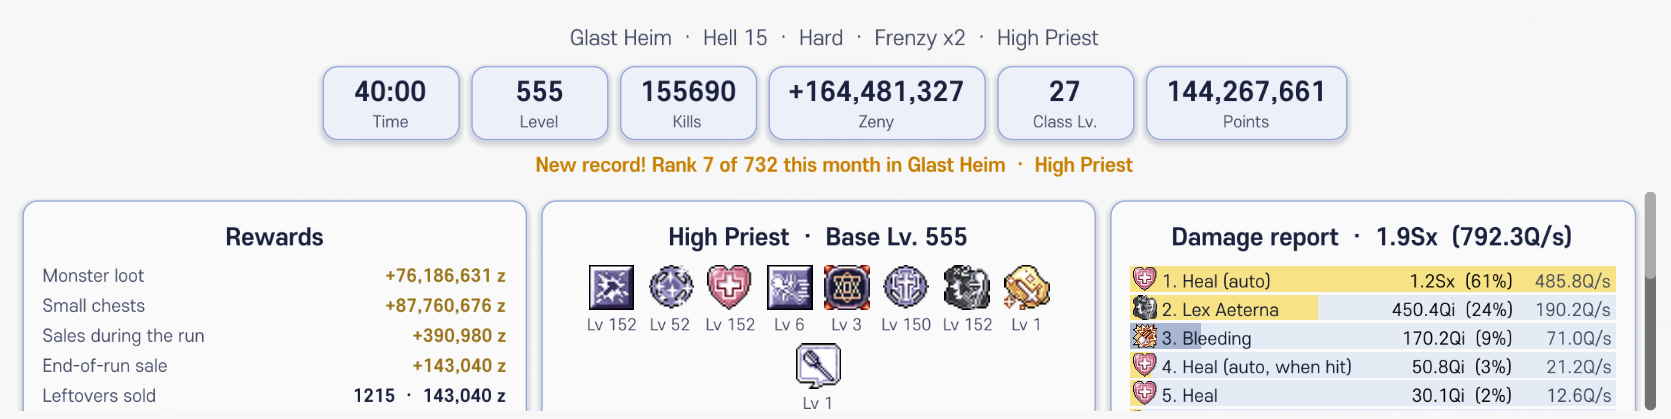 Glast Heim · Hell 15 · Hard · Frenzy x2 · High Priest
40:00 555 155690 +164,481,327 27 144,267,661
Time Level Kills Zeny Class Lv. Points
New record! Rank 7 of 732 this month in Glast Heim · High Priest
Rewards
Monster loot +76,186,631 z
Small chests +87,760,676 z
Sales during the run +390,980 z
End-of-run sale +143,040 z
Leftovers sold 1215 · 143,040 z
High Priest · Base Lv. 555
Lv 152 Lv 52 Lv 152 Lv 6 Lv 3 Lv 150 Lv 152 Lv 1
Lv 1
Damage report · 1.9Sx (792.3Q/s)
1. Heal (auto) 1.2Sx (61%) 485.8Q/s
2. Lex Aeterna 450.4Qi (24%) 190.2Q/s
3. Bleeding 170.2Qi (9%) 71.0Q/s
4. Heal (auto, when hit) 50.8Qi (3%) 21.2Q/s
5. Heal 30.1Qi (2%) 12.6Q/s